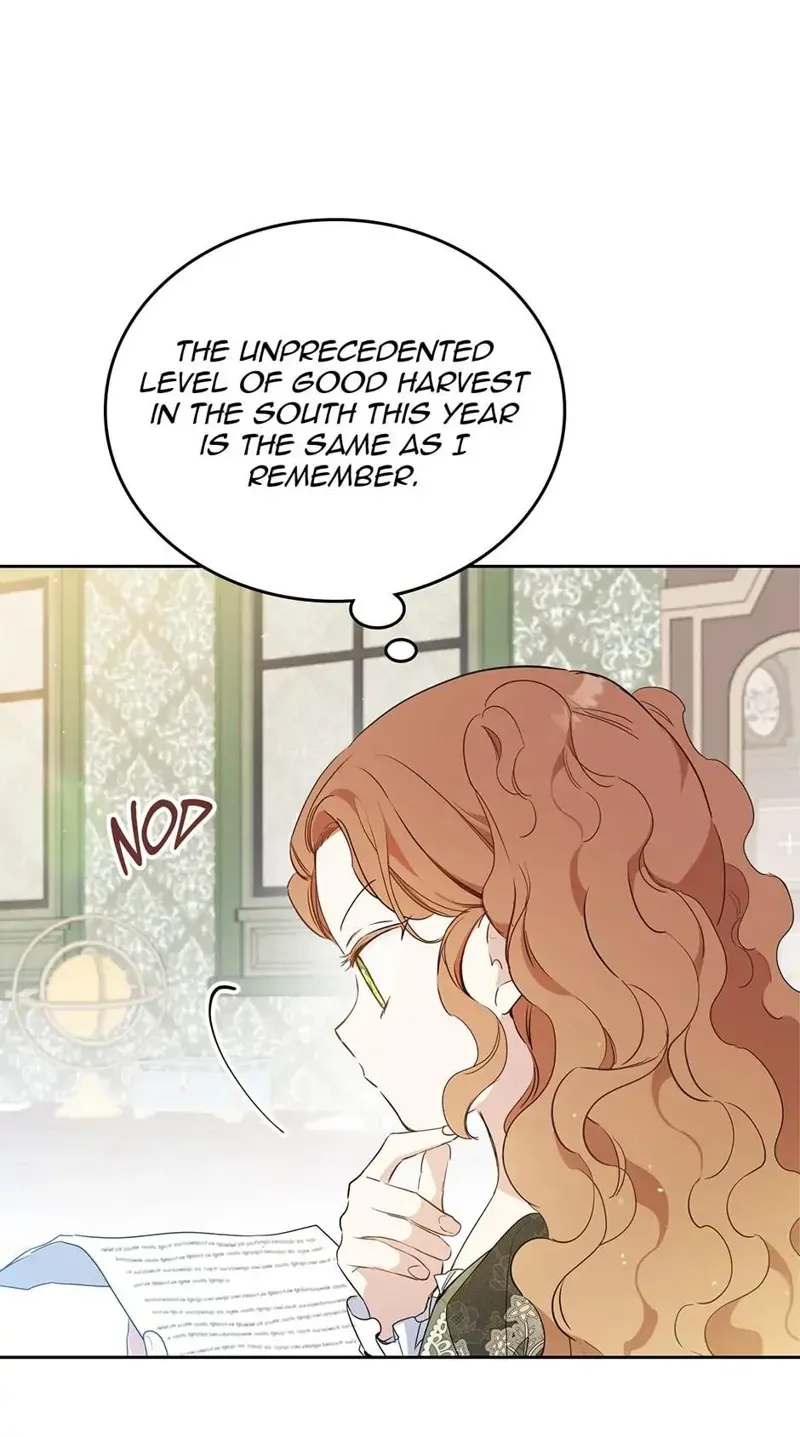 THE UNPRECEDENTED
LEVEL OF GOOD HARVEST
IN THE SOUTH THIS YEAR
IS THE SAME AS I
REMEMBER.
NOD